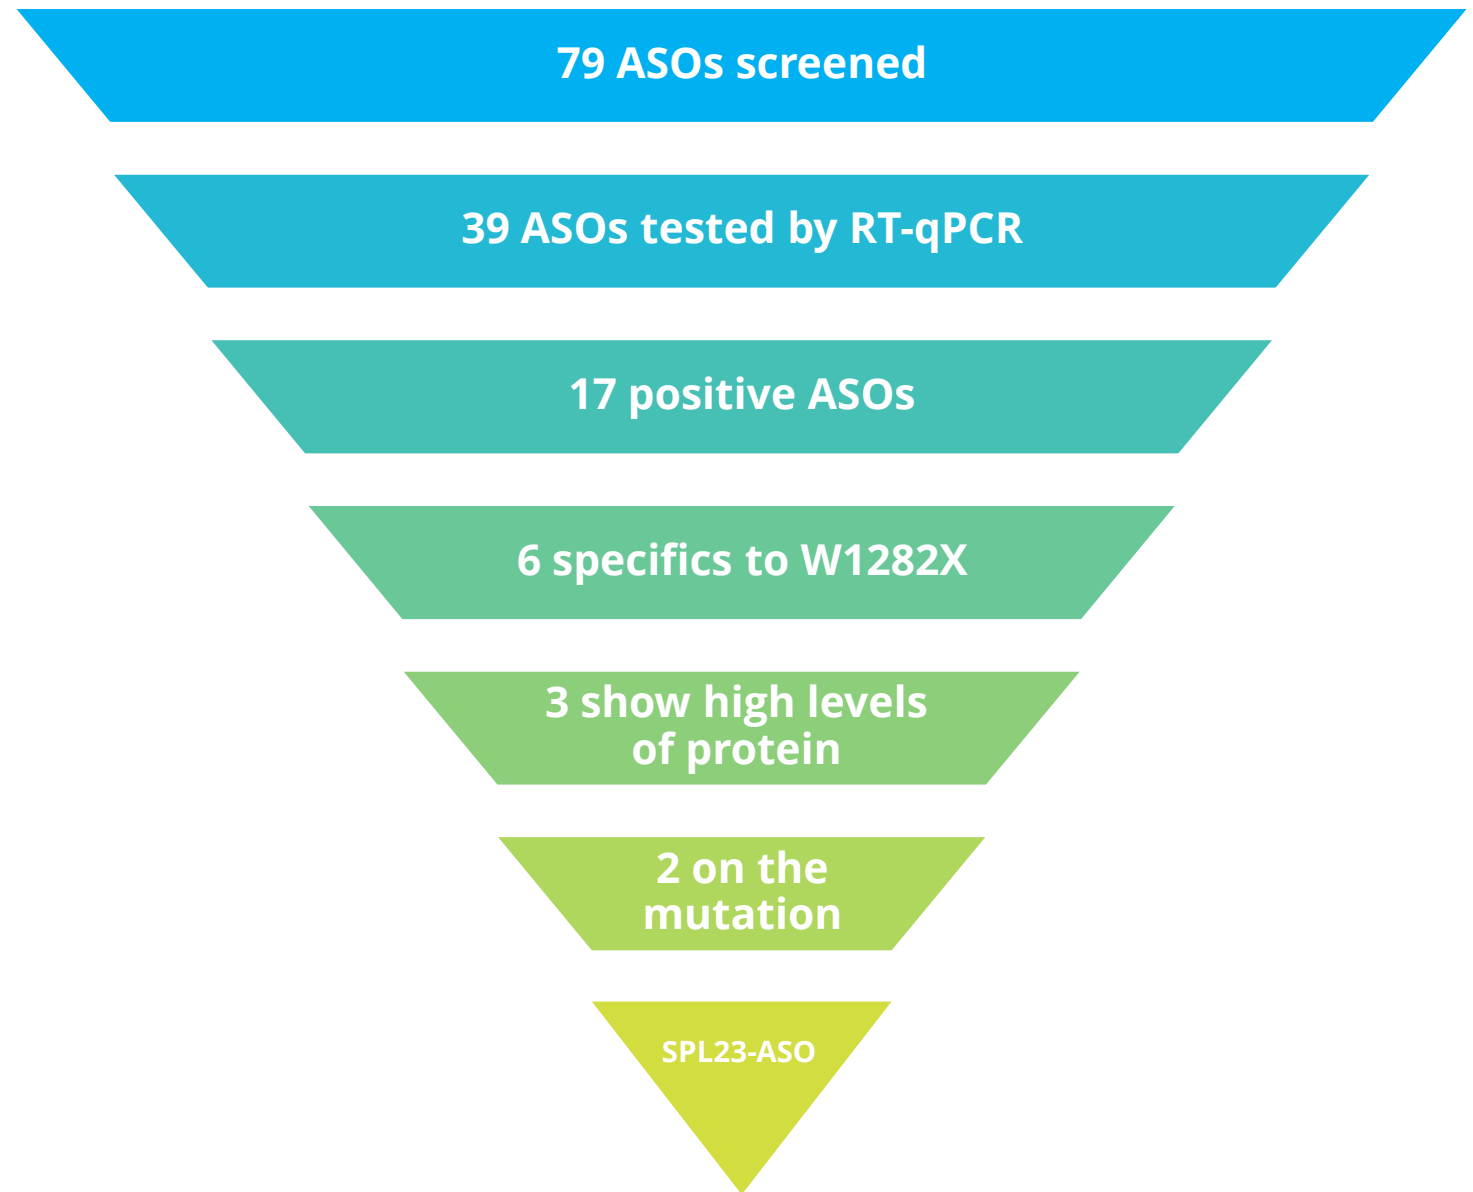 79 ASOs screened
39 ASOs tested by RT-qPCR
17 positive ASOs
6 specifics to W1282X
3 show high levels
of protein
2 on the
mutation
SPL23-ASO